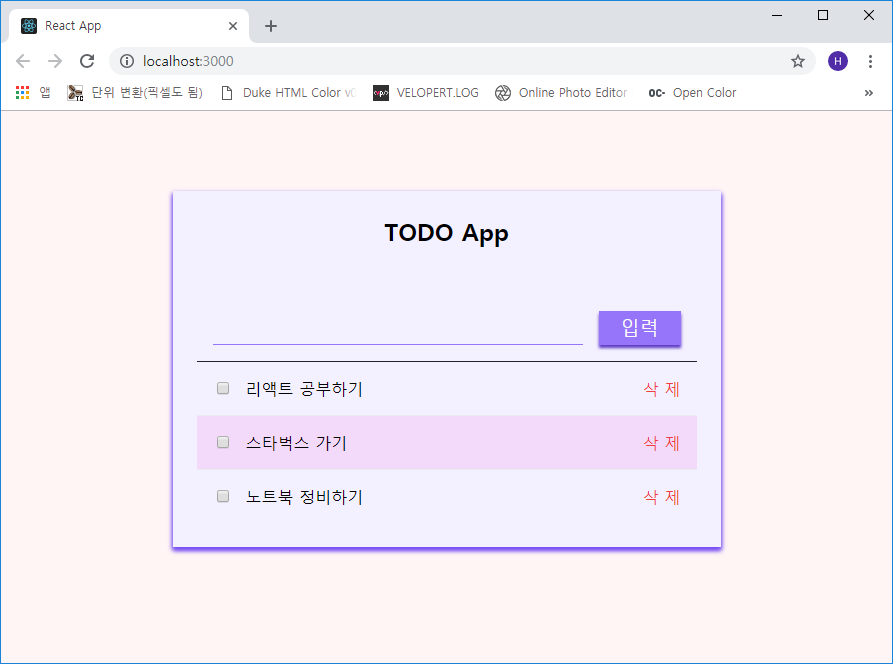 React App
localhost:3000
H
앱 단위 변환(픽셀도 됨) Duke HTML Color VELOPERT.LOG Online Photo Editor OC- Open Color
TODO App
입력
리액트 공부하기 삭 제
스타벅스 가기 삭 제
노트북 정비하기 삭 제